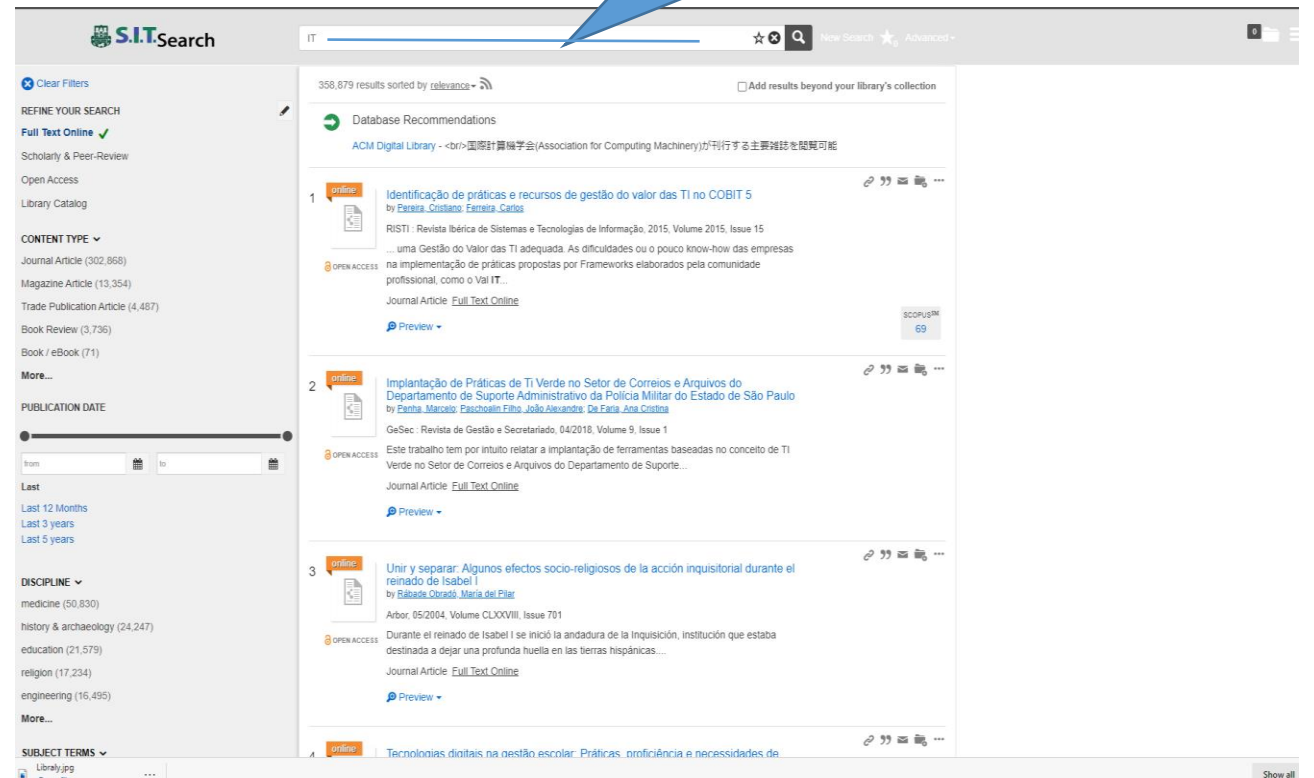 S.I.T.Search
IT
New Search
0
Advanced
0
Clear Filters
358,879 results sorted by relevance
Add results beyond your library's collection
REFINE YOUR SEARCH
Full Text Online
Scholarly & Peer-Review
Open Access
Library Catalog
CONTENT TYPE
Journal Article (302,868)
Magazine Article (13,354)
Trade Publication Article (4,487)
Book Review (3,736)
Book / eBook (71)
More...
PUBLICATION DATE
from
to
Last
Last 12 Months
Last 3 years
Last 5 years
DISCIPLINE
medicine (50,830)
history & archaeology (24,247)
education (21,579)
religion (17,234)
engineering (16,495)
More...
SUBJECT TERMS
Database Recommendations
ACM Digital Library - <br/>国際計算機学会(Association for Computing Machinery)が刊行する主要雑誌を閲覧可能
1
online
Identificação de práticas e recursos de gestão do valor das TI no COBIT 5
by Pereira, Cristiano; Ferreira, Carlos
RISTI : Revista Ibérica de Sistemas e Tecnologias de Informação, 2015, Volume 2015, Issue 15
... uma Gestão do Valor das TI adequada. As dificuldades ou o pouco know-how das empresas
OPEN ACCESS
na implementação de práticas propostas por Frameworks elaborados pela comunidade
profissional, como o Val IT...
Journal Article Full Text Online
Preview
SCOPUS℠
69
2
online
Implantação de Práticas de Ti Verde no Setor de Correios e Arquivos do
Departamento de Suporte Administrativo da Polícia Militar do Estado de São Paulo
by Penha, Marcelo; Paschoalin Filho, João Alexandre; De Faria, Ana Cristina
GeSec : Revista de Gestão e Secretariado, 04/2018, Volume 9, Issue 1
OPEN ACCESS
Este trabalho tem por intuito relatar a implantação de ferramentas baseadas no conceito de TI
Verde no Setor de Correios e Arquivos do Departamento de Suporte...
Journal Article Full Text Online
Preview
3
online
Unir y separar: Algunos efectos socio-religiosos de la acción inquisitorial durante el
reinado de Isabel I
by Rábade Obradó, María del Pilar
Arbor, 05/2004, Volume CLXXVIII, Issue 701
OPEN ACCESS
Durante el reinado de Isabel I se inició la andadura de la Inquisición, institución que estaba
destinada a dejar una profunda huella en las tierras hispánicas....
Journal Article Full Text Online
Preview
4
online
Tecnologias digitais na gestão escolar: Práticas, proficiência e necessidades de
Libraly.jpg
Show all